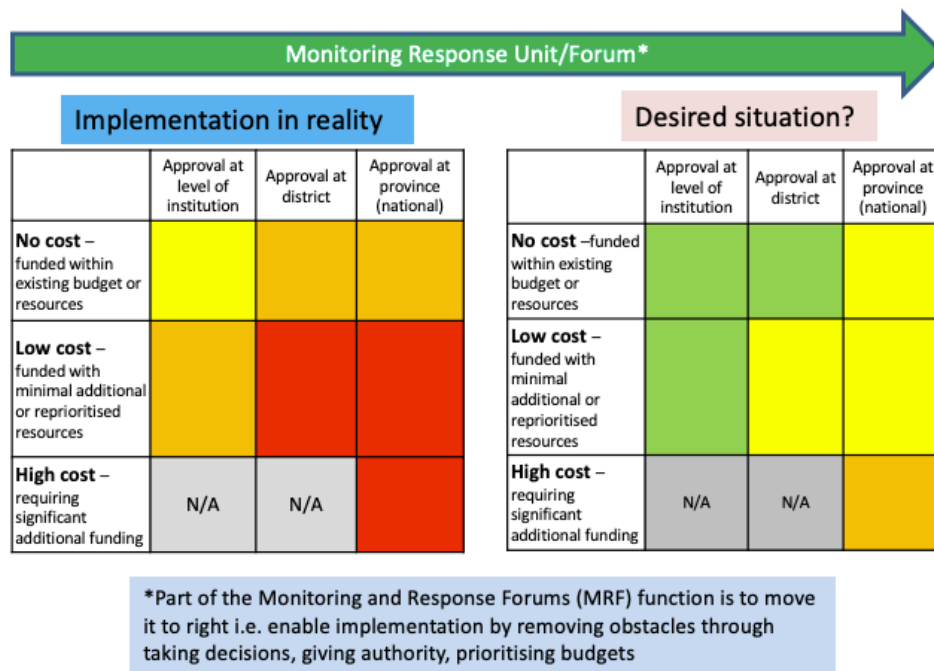 Monitoring Response Unit/Forum*
Implementation in reality
Approval at
level of
institution
Approval at
district
Approval at
province
(national)
No cost –
funded within
existing budget or
resources
Low cost –
funded with
minimal additional
or reprioritised
resources
High cost –
requiring
significant
additional funding
N/A
N/A
Desired situation?
Approval at
level of
institution
Approval at
district
Approval at
province
(national)
No cost –funded
within existing
budget or
resources
Low cost –
funded with
minimal
additional or
reprioritised
resources
High cost –
requiring
significant
additional funding
N/A
N/A
*Part of the Monitoring and Response Forums (MRF) function is to move
it to right i.e. enable implementation by removing obstacles through
taking decisions, giving authority, prioritising budgets